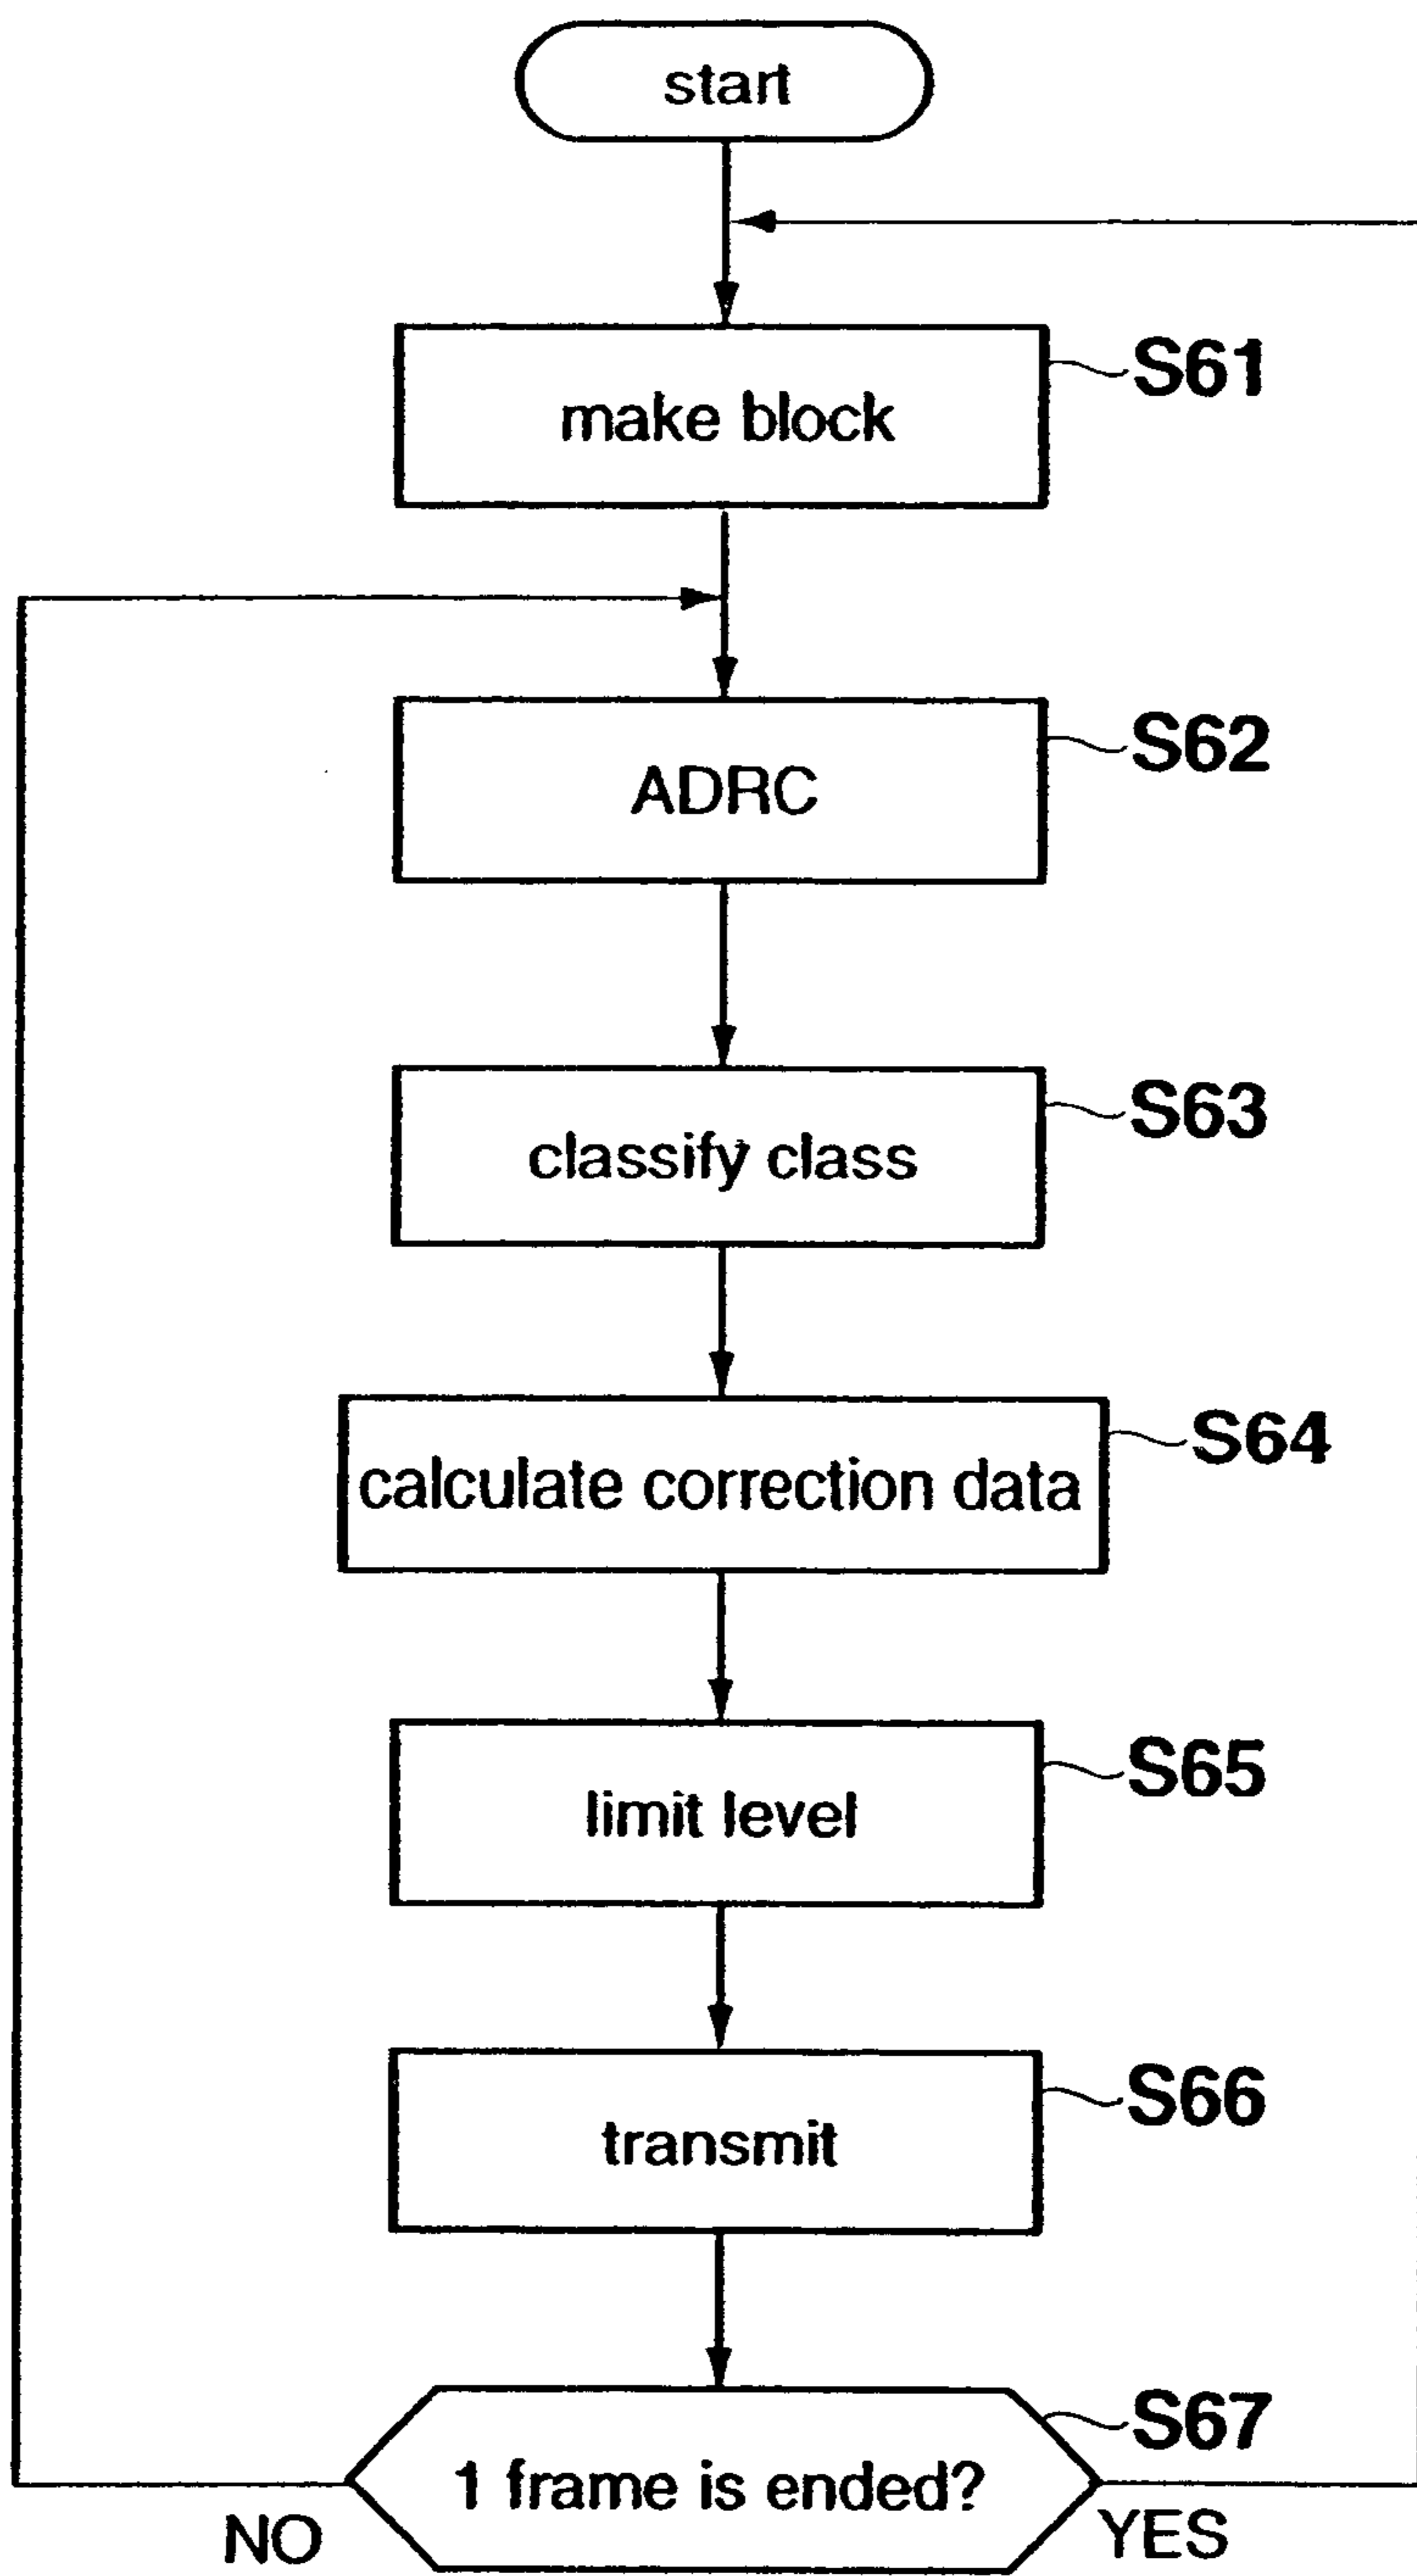 start
S61
make block
S62
ADRC
S63
classify class
S64
calculate correction data
S65
limit level
S66
transmit
S67
1 frame is ended?
NO
YES